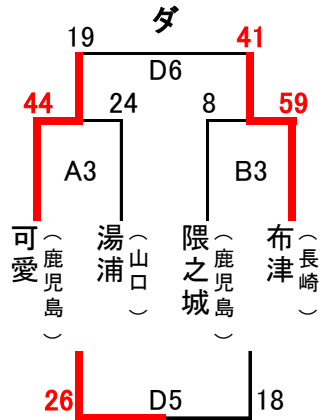 ダ
19 41
D6
44 24 8 59
A3 B3
可愛（鹿児島）
湯浦（山口）
隈之城（鹿児島）
布津（長崎）
26 D5 18